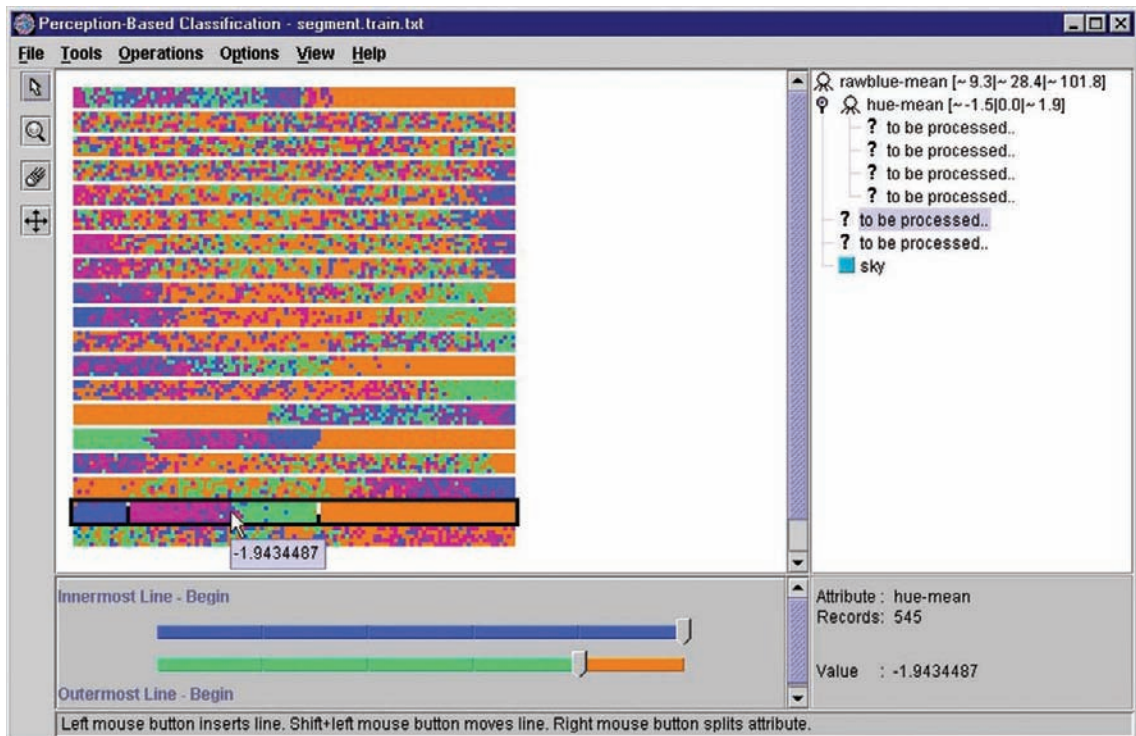 Perception-Based Classification - segment.train.txt
File Tools Operations Options View Help
rawblue-mean [~ 9.3|~ 28.4|~ 101.8]
hue-mean [~ -1.5|0.0|~ 1.9]
? to be processed..
? to be processed..
? to be processed..
? to be processed..
? to be processed..
? to be processed..
sky
-1.9434487
Innermost Line - Begin
Outermost Line - Begin
Attribute : hue-mean
Records: 545
Value : -1.9434487
Left mouse button inserts line. Shift+left mouse button moves line. Right mouse button splits attribute.